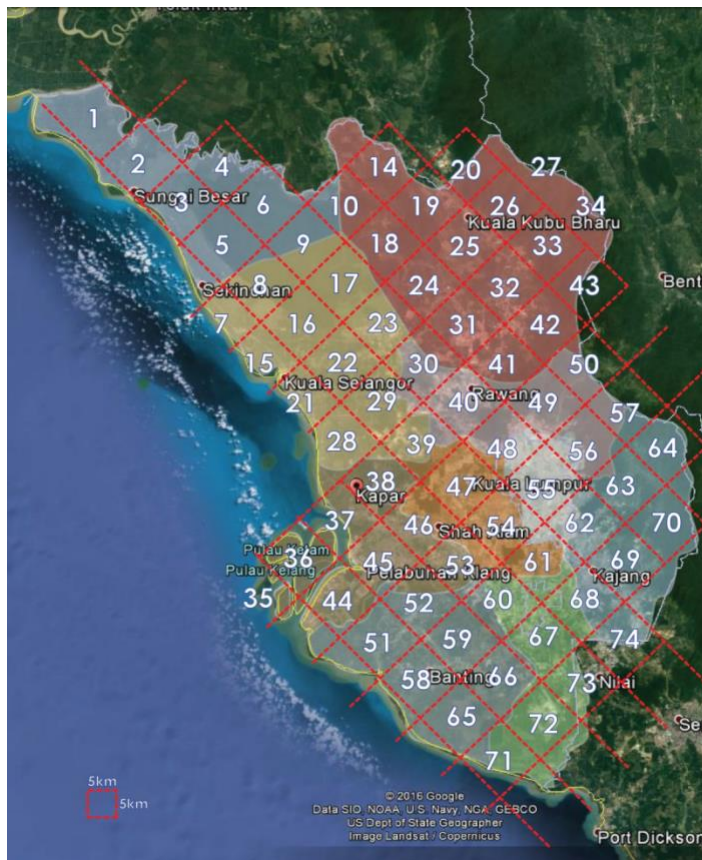 Teluk Intan
1
2
4
14
20
27
Sungai Besar
3
6
10
19
26
34
Kuala Kubu Bharu
5
9
18
25
33
Sekinchan
8
17
24
32
43
Bent
7
16
23
31
42
15
22
30
41
50
Kuala Selangor
Rawang
21
29
40
49
57
28
39
48
56
64
38
47
Kuala Lumpur
55
63
Kapar
37
46
Shah Alam
54
62
70
Pulau Ketam
36
45
Pelabuhan Klang
53
61
69
Pulau Kelang
Kajang
35
44
52
60
68
51
59
67
74
58
Banting
66
73
Nilai
65
72
Se
71
5km
5km
© 2016 Google
Data SIO, NOAA, U.S. Navy, NGA, GEBCO
US Dept of State Geographer
Image Landsat / Copernicus
Port Dickson